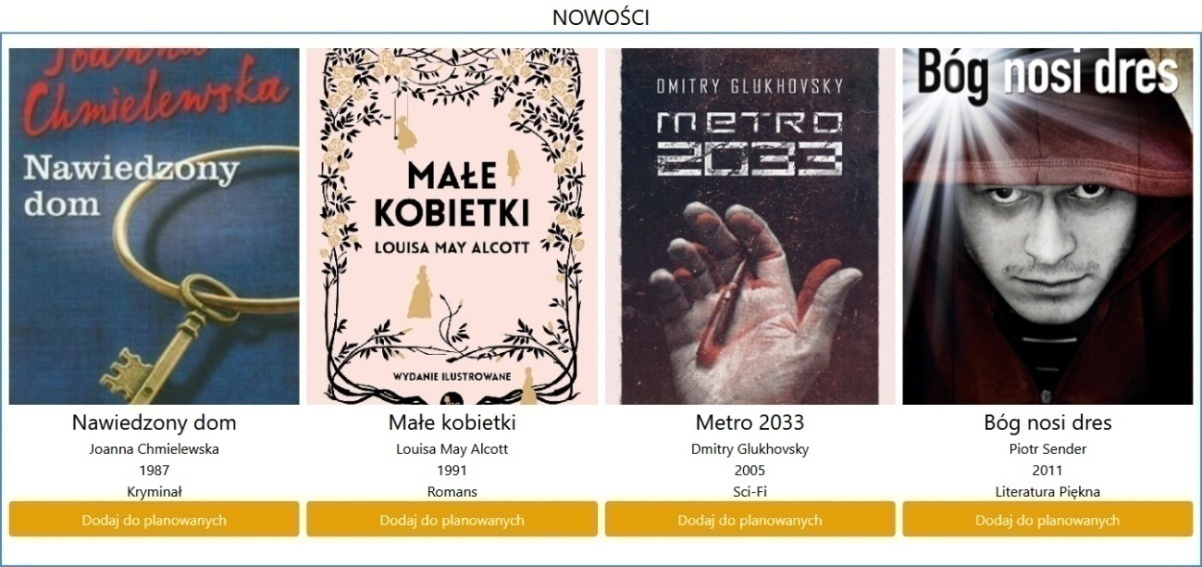 NOWOŚCI
Joanna
Chmielewska
Nawiedzony
dom
MAŁE
KOBIETKI
LOUISA MAY ALCOTT
WYDANIE ILUSTROWANE
DMITRY GLUKHOVSKY
METRO
2033
Bóg nosi dres
Nawiedzony dom
Joanna Chmielewska
1987
Kryminał
Dodaj do planowanych
Małe kobietki
Louisa May Alcott
1991
Romans
Dodaj do planowanych
Metro 2033
Dmitry Glukhovsky
2005
Sci-Fi
Dodaj do planowanych
Bóg nosi dres
Piotr Sender
2011
Literatura Piękna
Dodaj do planowanych